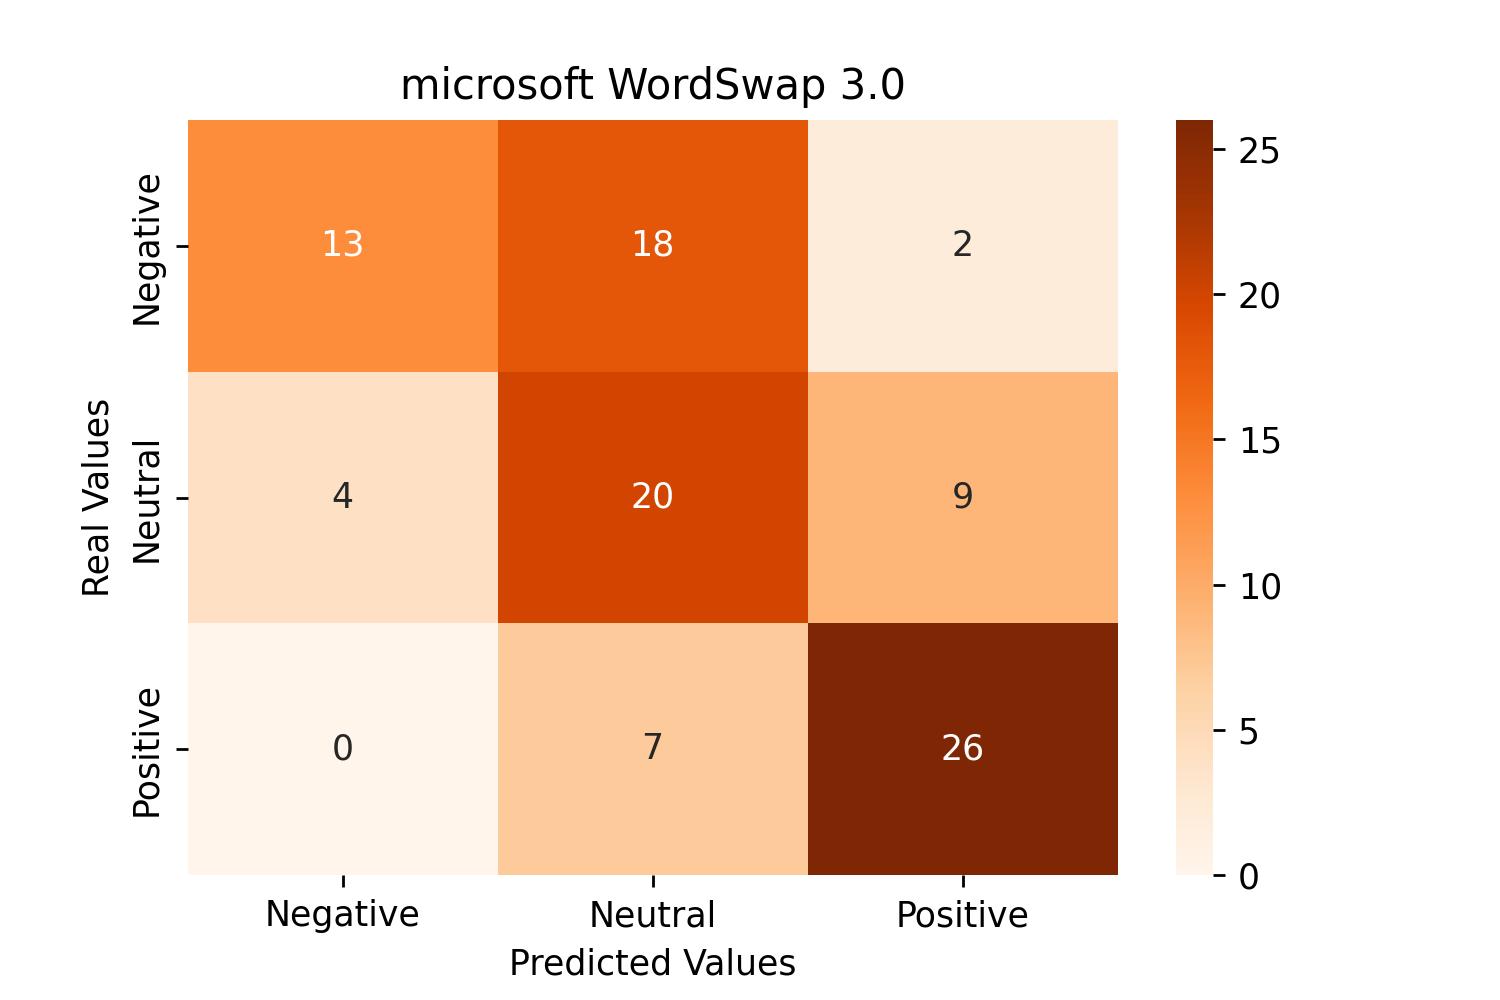 microsoft WordSwap 3.0
Real Values
Negative
13 18 2
Neutral
4 20 9
Positive
0 7 26
Negative Neutral Positive
Predicted Values
25
20
15
10
5
0